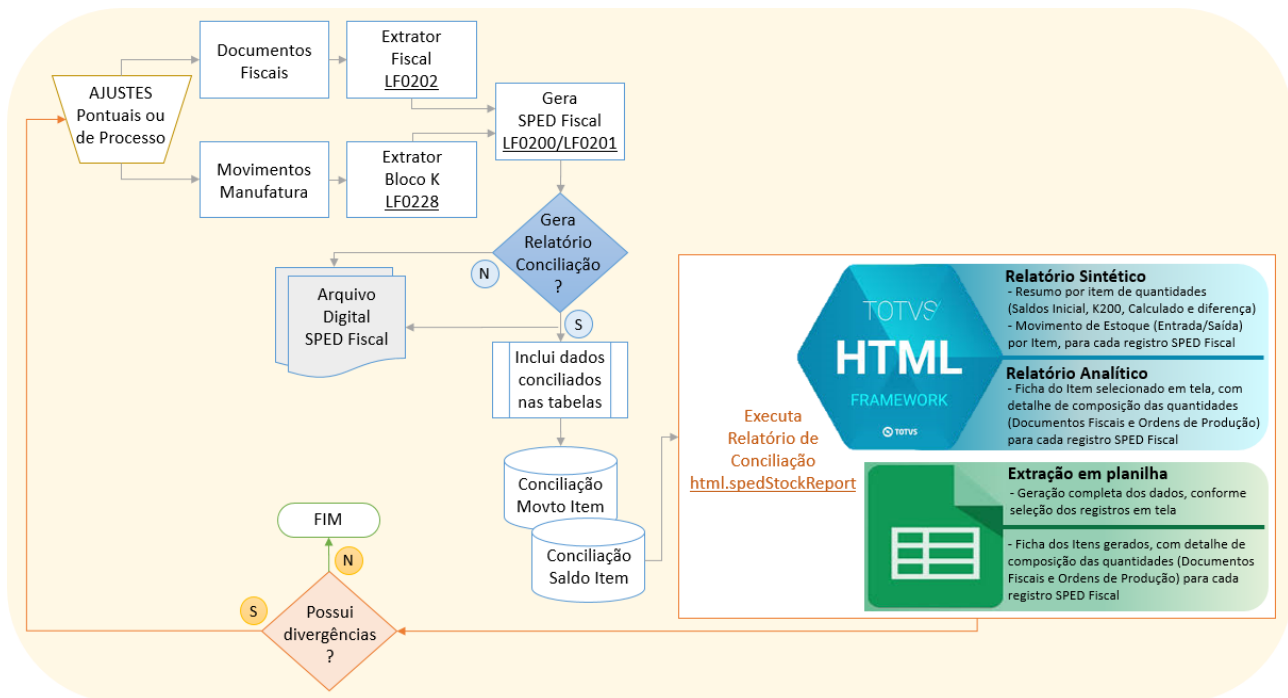 AJUSTES
Pontuais ou
de Processo
Documentos
Fiscais
Extrator
Fiscal
LF0202
Movimentos
Manufatura
Extrator
Bloco K
LF0228
Gera
SPED Fiscal
LF0200/LF0201
Gera
Relatório
Conciliação
?
N
S
Arquivo
Digital
SPED Fiscal
Inclui dados
conciliados
nas tabelas
Conciliação
Movto Item
Conciliação
Saldo Item
Executa
Relatório de
Conciliação
html.spedStockReport
TOTVS
HTML
FRAMEWORK
TOTVS
Relatório Sintético
- Resumo por item de quantidades
(Saldos Inicial, K200, Calculado e diferença)
- Movimento de Estoque (Entrada/Saída)
por Item, para cada registro SPED Fiscal
Relatório Analítico
- Ficha do Item selecionado em tela, com
detalhe de composição das quantidades
(Documentos Fiscais e Ordens de Produção)
para cada registro SPED Fiscal
Extração em planilha
- Geração completa dos dados, conforme
seleção dos registros em tela
- Ficha dos Itens gerados, com detalhe de
composição das quantidades (Documentos
Fiscais e Ordens de Produção) para cada
registro SPED Fiscal
FIM
N
S
Possui
divergências
?